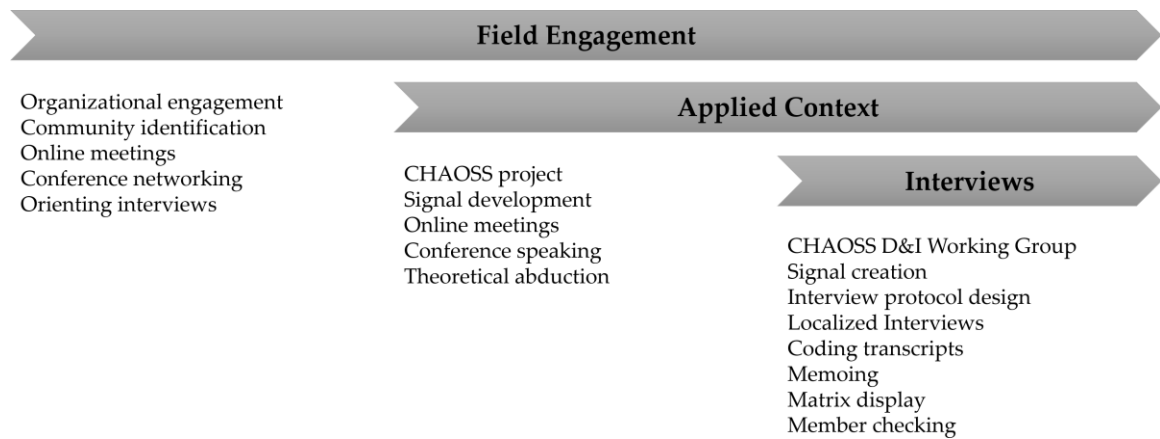 Field Engagement
Organizational engagement
Community identification
Online meetings
Conference networking
Orienting interviews
Applied Context
CHAOSS project
Signal development
Online meetings
Conference speaking
Theoretical abduction
Interviews
CHAOSS D&I Working Group
Signal creation
Interview protocol design
Localized Interviews
Coding transcripts
Memoing
Matrix display
Member checking